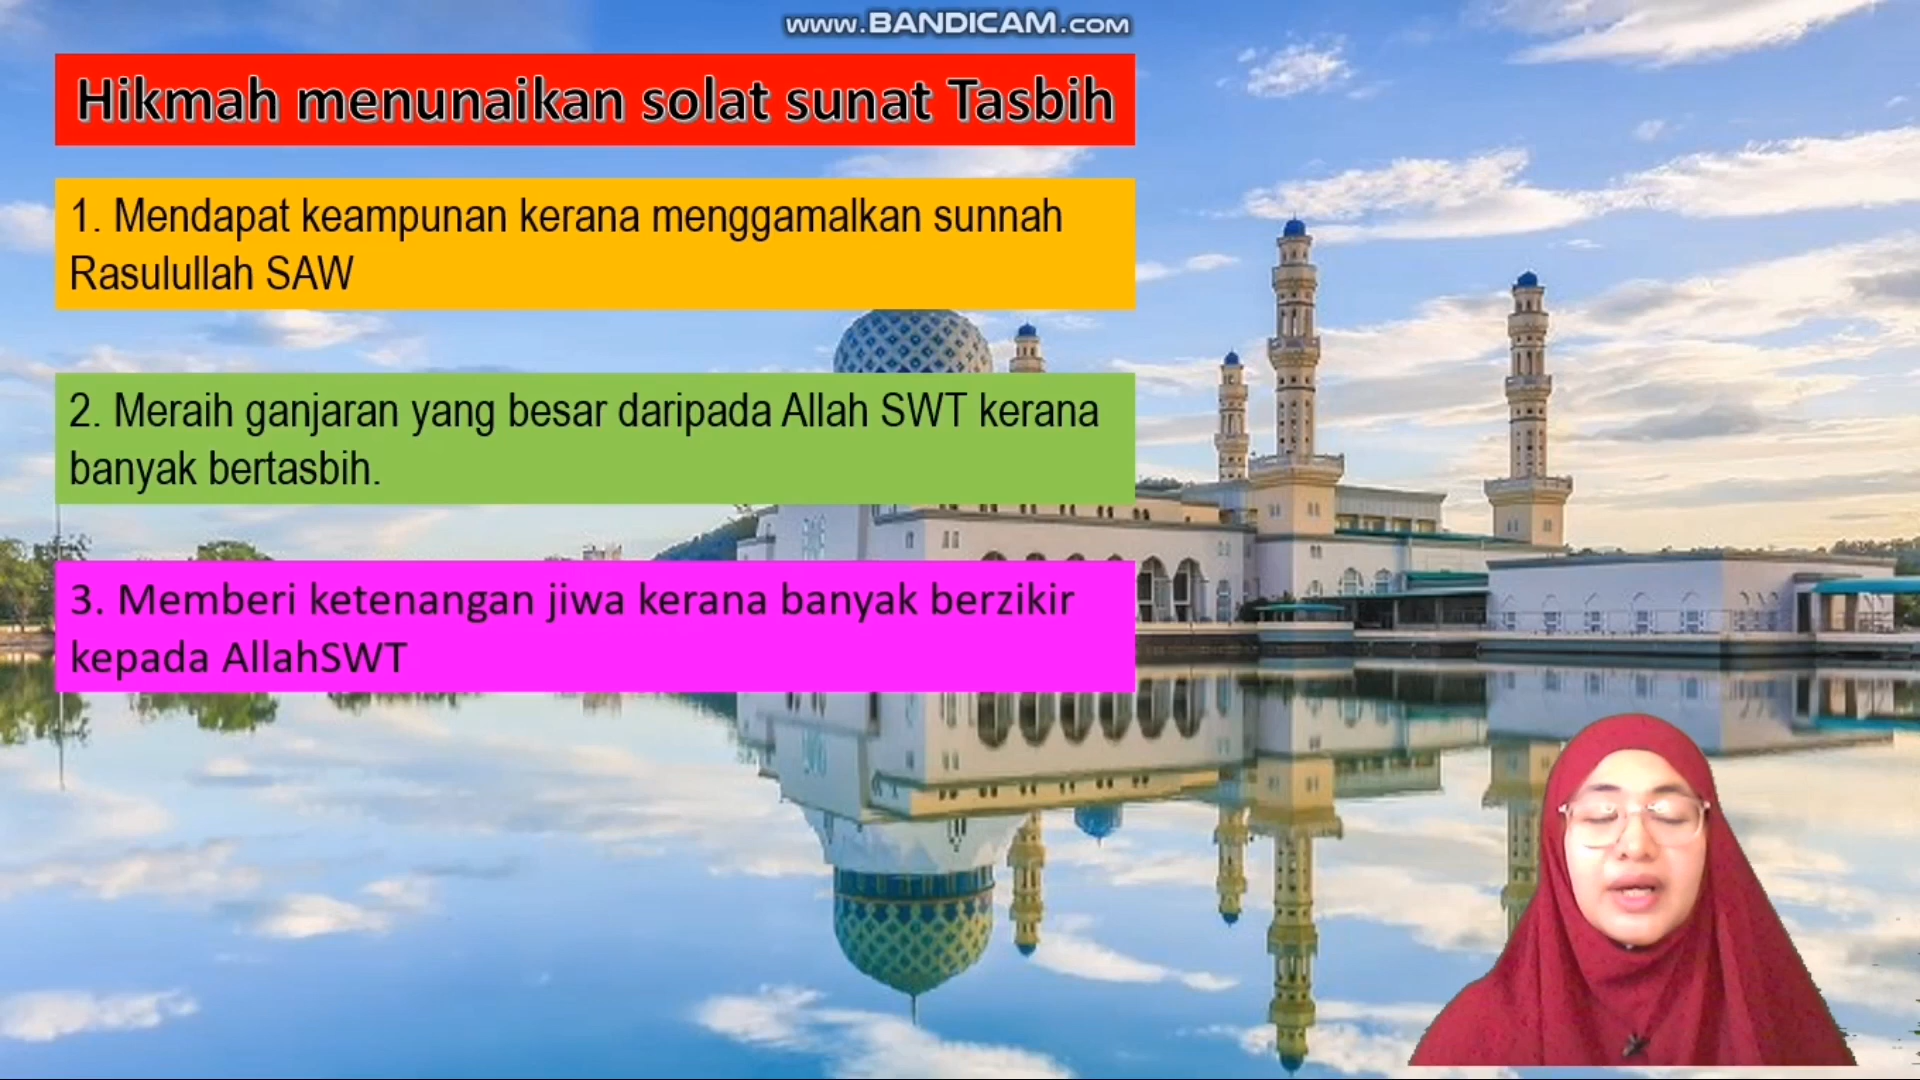 www.BANDICAM.com
Hikmah menunaikan solat sunat Tasbih
1. Mendapat keampunan kerana menggamalkan sunnah
Rasulullah SAW
2. Meraih ganjaran yang besar daripada Allah SWT kerana
banyak bertasbih.
3. Memberi ketenangan jiwa kerana banyak berzikir
kepada AllahSWT